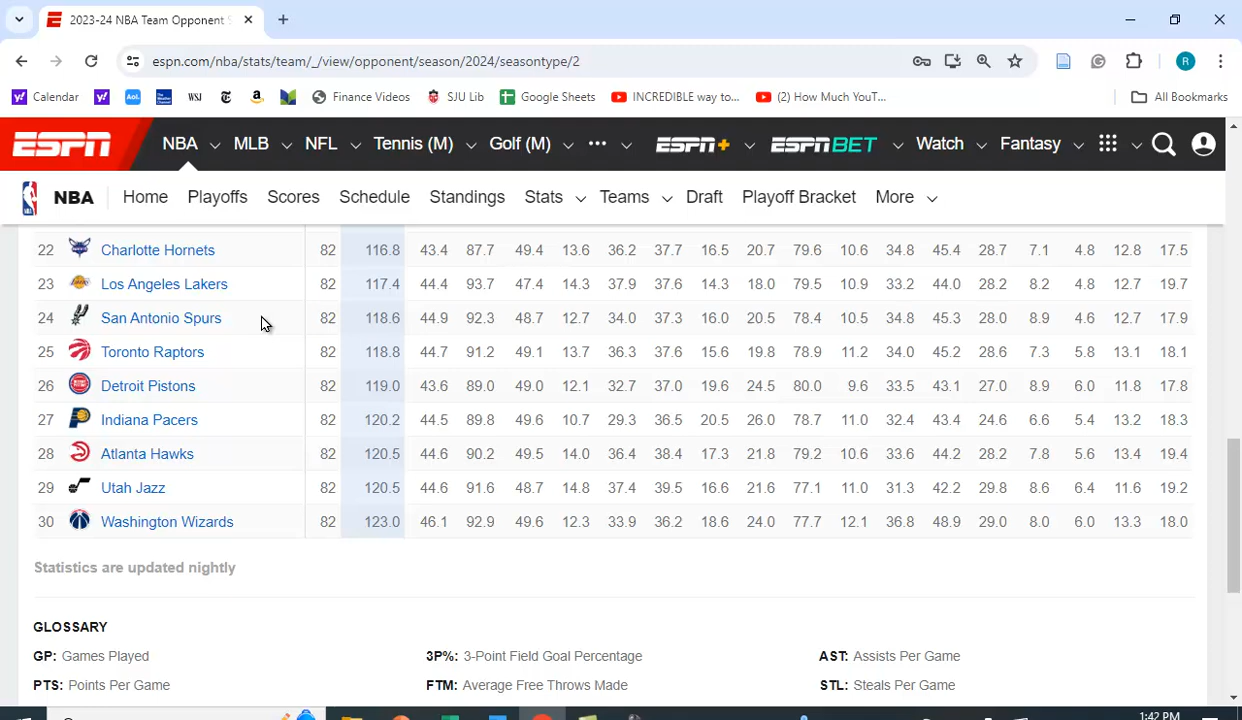 2023-24 NBA Team Opponent S
espn.com/nba/stats/team/_/view/opponent/season/2024/seasontype/2
R
Calendar AOL WSJ Finance Videos SJU Lib Google Sheets INCREDIBLE way to... (2) How Much YouT... All Bookmarks
ESPN NBA MLB NFL Tennis (M) Golf (M) ESPN+ ESPN BET Watch Fantasy
NBA Home Playoffs Scores Schedule Standings Stats Teams Draft Playoff Bracket More
22 Charlotte Hornets 82 116.8 43.4 87.7 49.4 13.6 36.2 37.7 16.5 20.7 79.6 10.6 34.8 45.4 28.7 7.1 4.8 12.8 17.5
23 Los Angeles Lakers 82 117.4 44.4 93.7 47.4 14.3 37.9 37.6 14.3 18.0 79.5 10.9 33.2 44.0 28.2 8.2 4.8 12.7 19.7
24 San Antonio Spurs 82 118.6 44.9 92.3 48.7 12.7 34.0 37.3 16.0 20.5 78.4 10.5 34.8 45.3 28.0 8.9 4.6 12.7 17.9
25 Toronto Raptors 82 118.8 44.7 91.2 49.1 13.7 36.3 37.6 15.6 19.8 78.9 11.2 34.0 45.2 28.6 7.3 5.8 13.1 18.1
26 Detroit Pistons 82 119.0 43.6 89.0 49.0 12.1 32.7 37.0 19.6 24.5 80.0 9.6 33.5 43.1 27.0 8.9 6.0 11.8 17.8
27 Indiana Pacers 82 120.2 44.5 89.8 49.6 10.7 29.3 36.5 20.5 26.0 78.7 11.0 32.4 43.4 24.6 6.6 5.4 13.2 18.3
28 Atlanta Hawks 82 120.5 44.6 90.2 49.5 14.0 36.4 38.4 17.3 21.8 79.2 10.6 33.6 44.2 28.2 7.8 5.6 13.4 19.4
29 Utah Jazz 82 120.5 44.6 91.6 48.7 14.8 37.4 39.5 16.6 21.6 77.1 11.0 31.3 42.2 29.8 8.6 6.4 11.6 19.2
30 Washington Wizards 82 123.0 46.1 92.9 49.6 12.3 33.9 36.2 18.6 24.0 77.7 12.1 36.8 48.9 29.0 8.0 6.0 13.3 18.0
Statistics are updated nightly
GLOSSARY
GP: Games Played 3P%: 3-Point Field Goal Percentage AST: Assists Per Game
PTS: Points Per Game FTM: Average Free Throws Made STL: Steals Per Game
1:42 PM